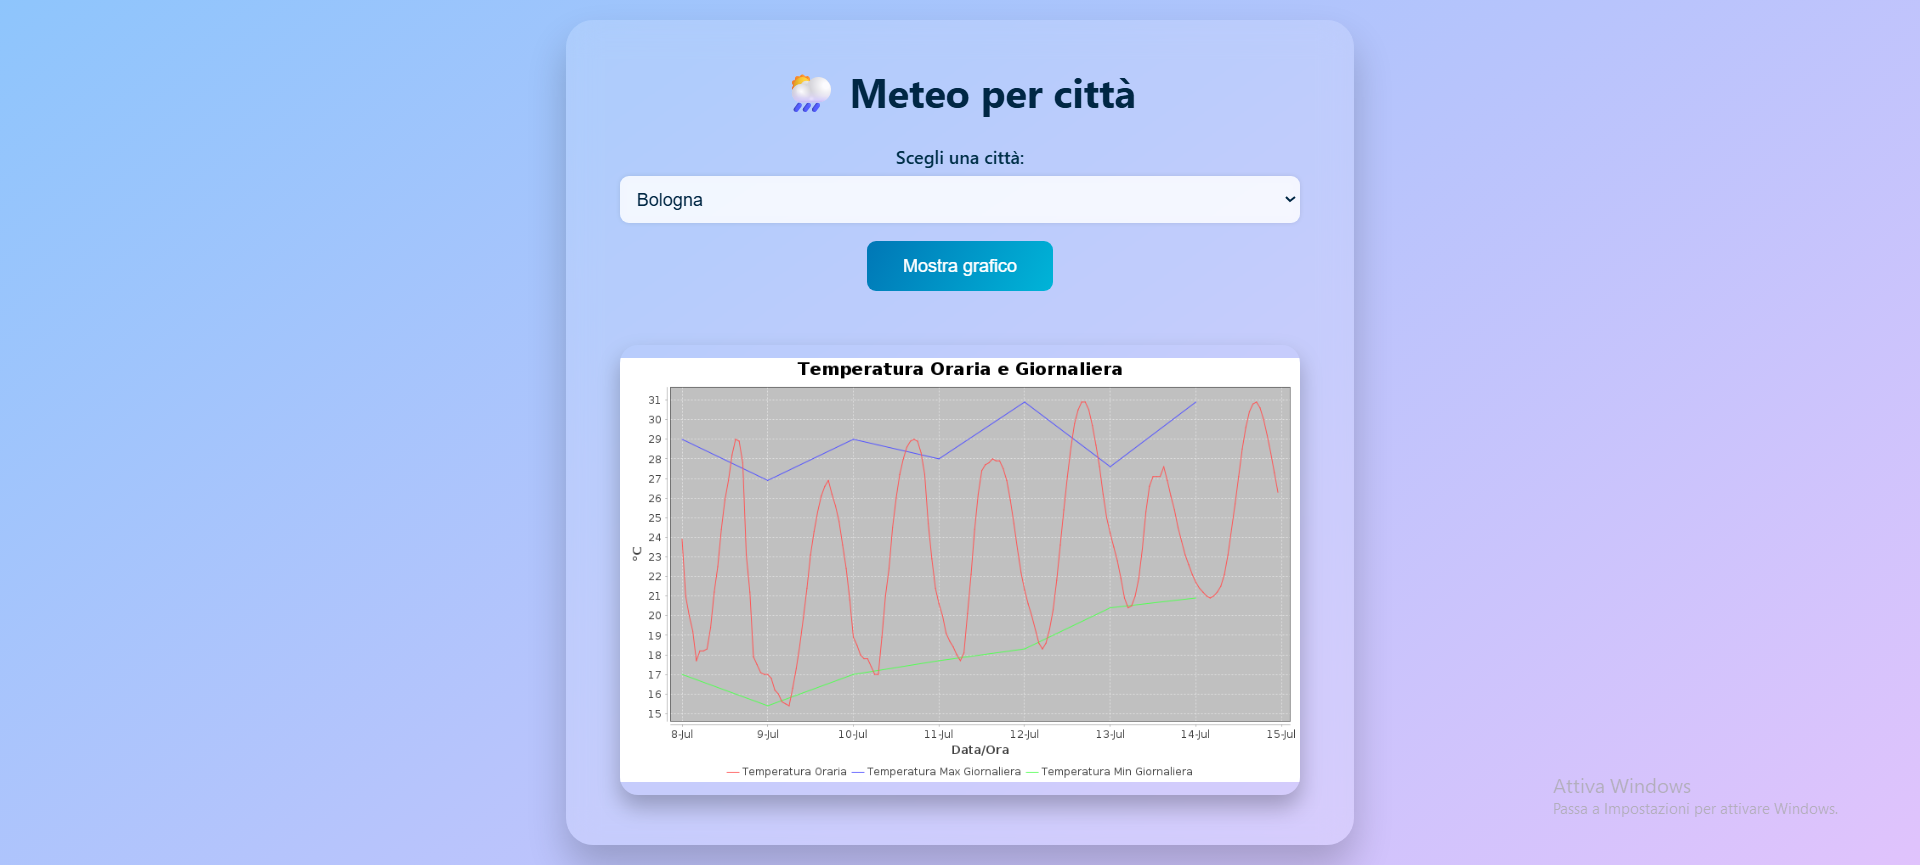 Meteo per città
Scegli una città:
Bologna
Mostra grafico
Temperatura Oraria e Giornaliera
31
30
29
28
27
26
25
24
23
22
21
20
19
18
17
16
15
°C
8-Jul 9-Jul 10-Jul 11-Jul 12-Jul 13-Jul 14-Jul 15-Jul
Data/Ora
Temperatura Oraria Temperatura Max Giornaliera Temperatura Min Giornaliera
Attiva Windows
Passa a Impostazioni per attivare Windows.